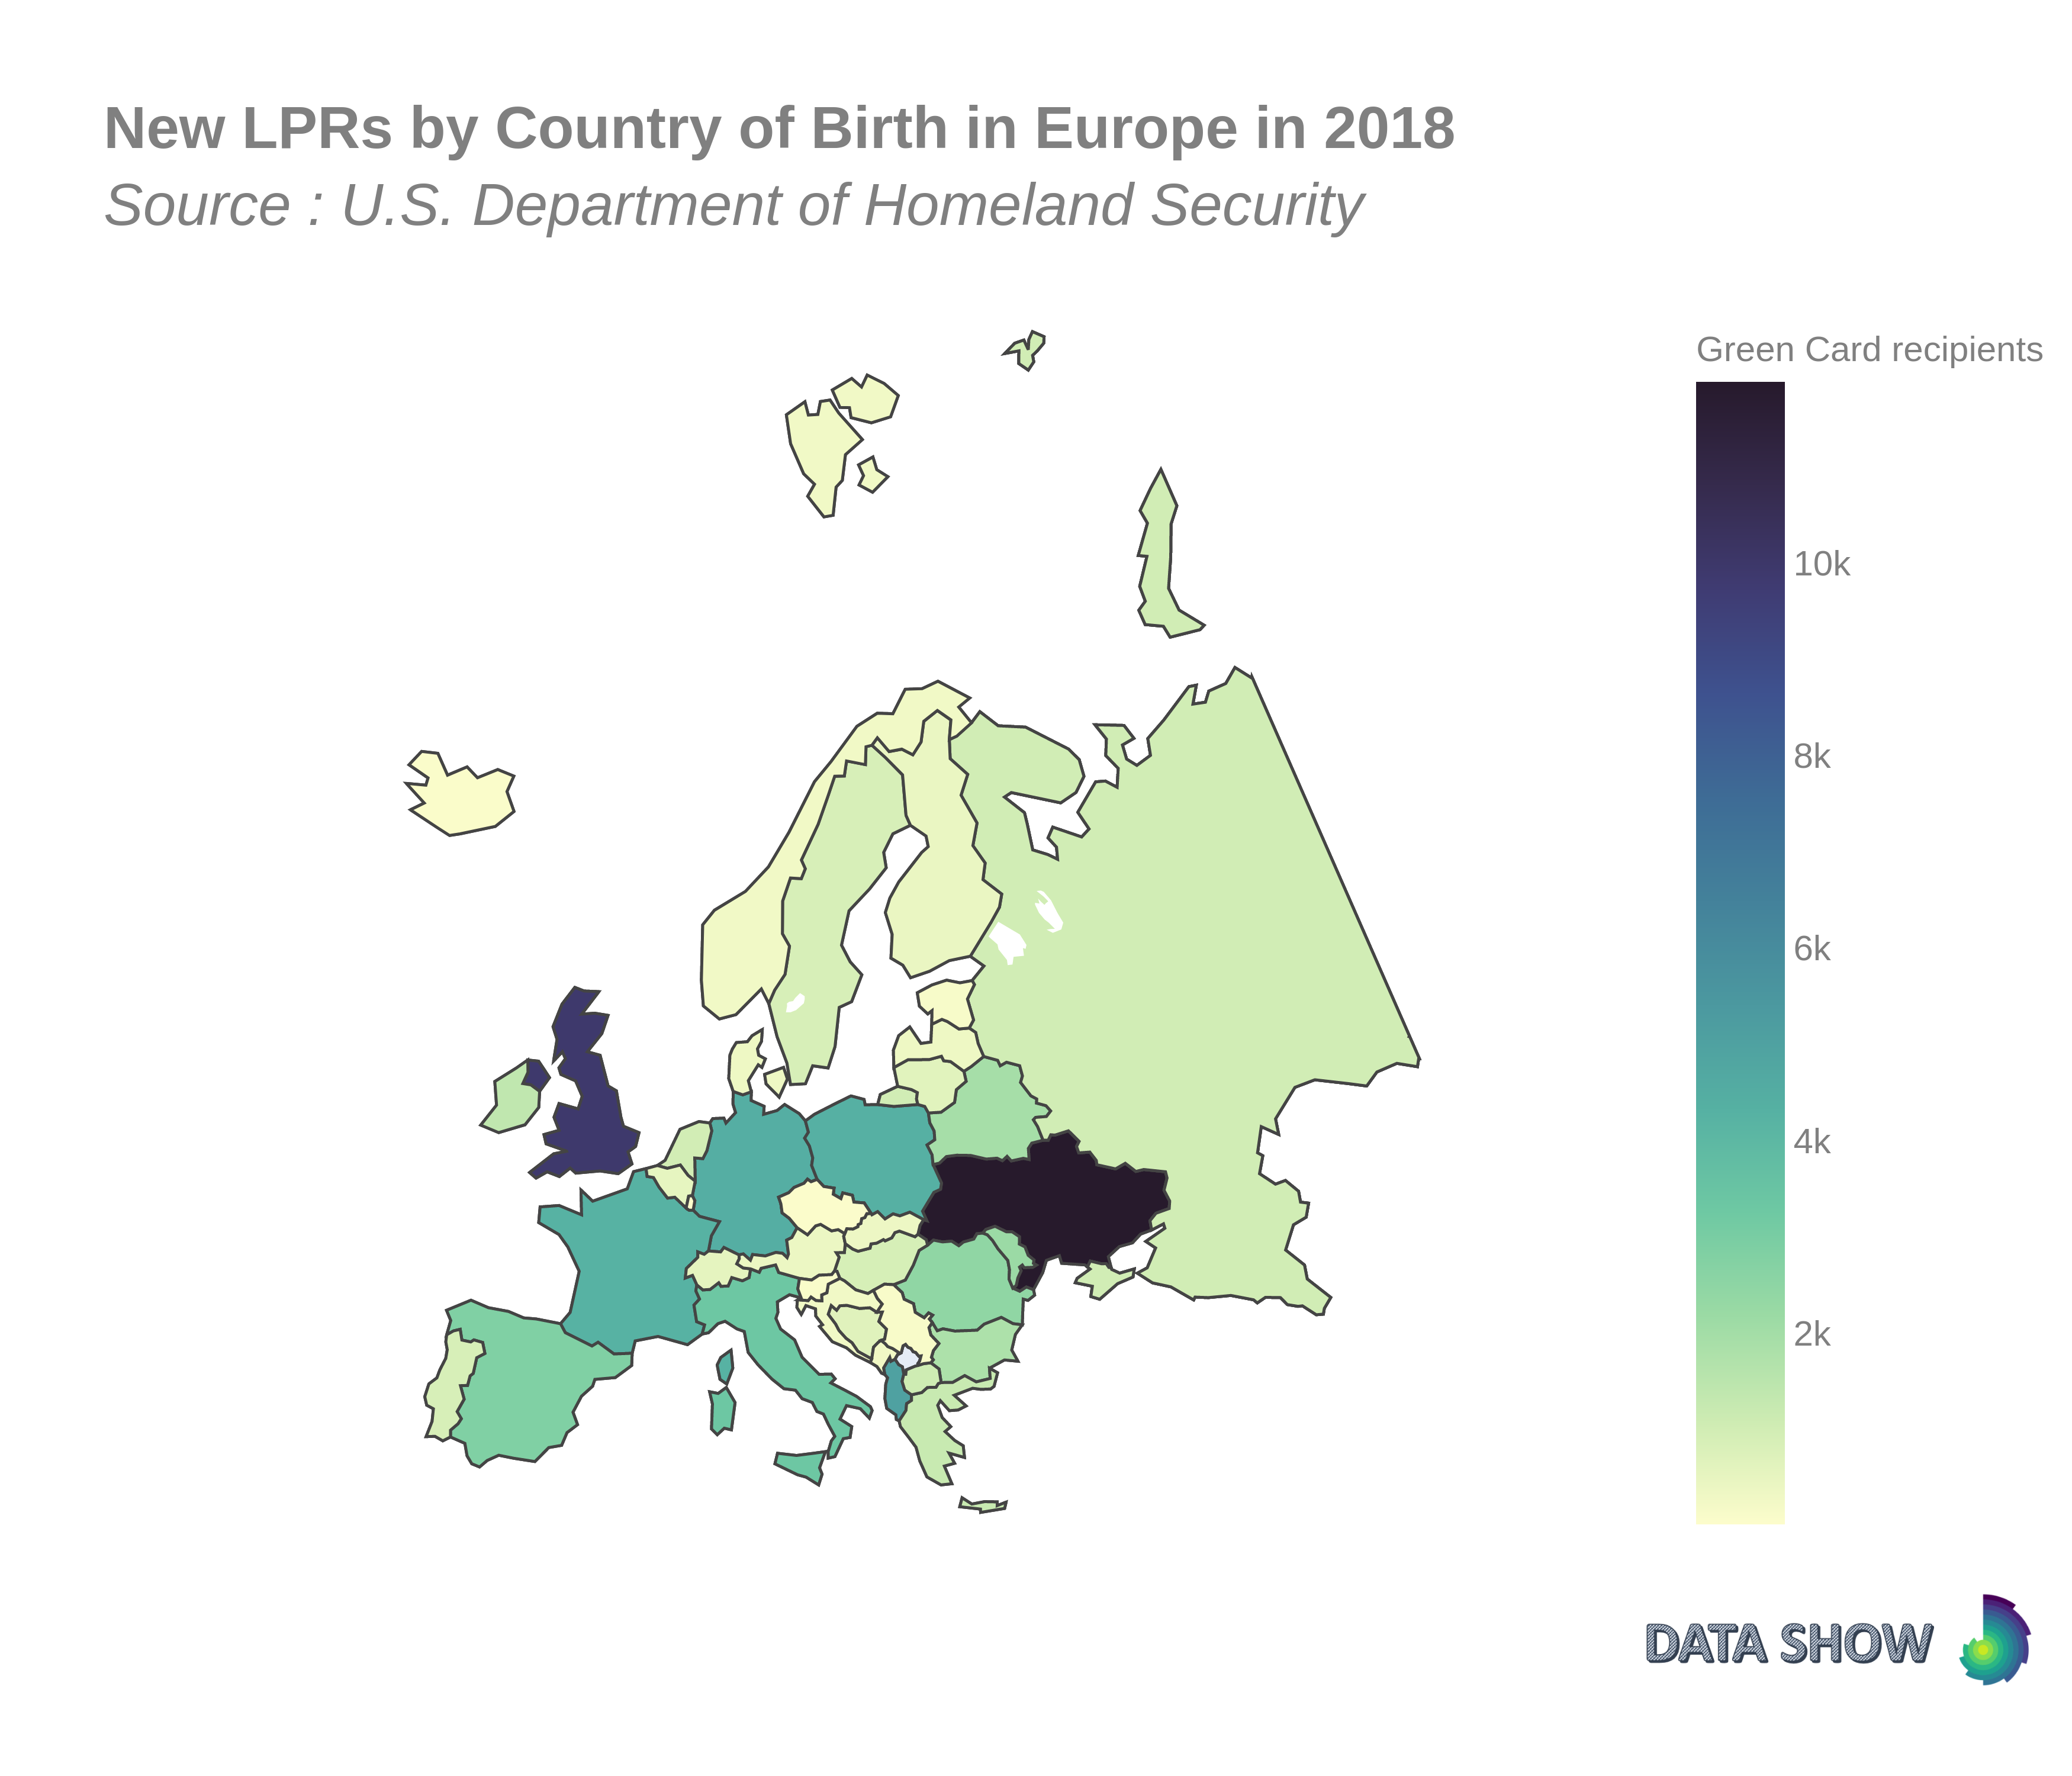 New LPRs by Country of Birth in Europe in 2018
Source : U.S. Department of Homeland Security
Green Card recipients
10k
8k
6k
4k
2k
DATA SHOW